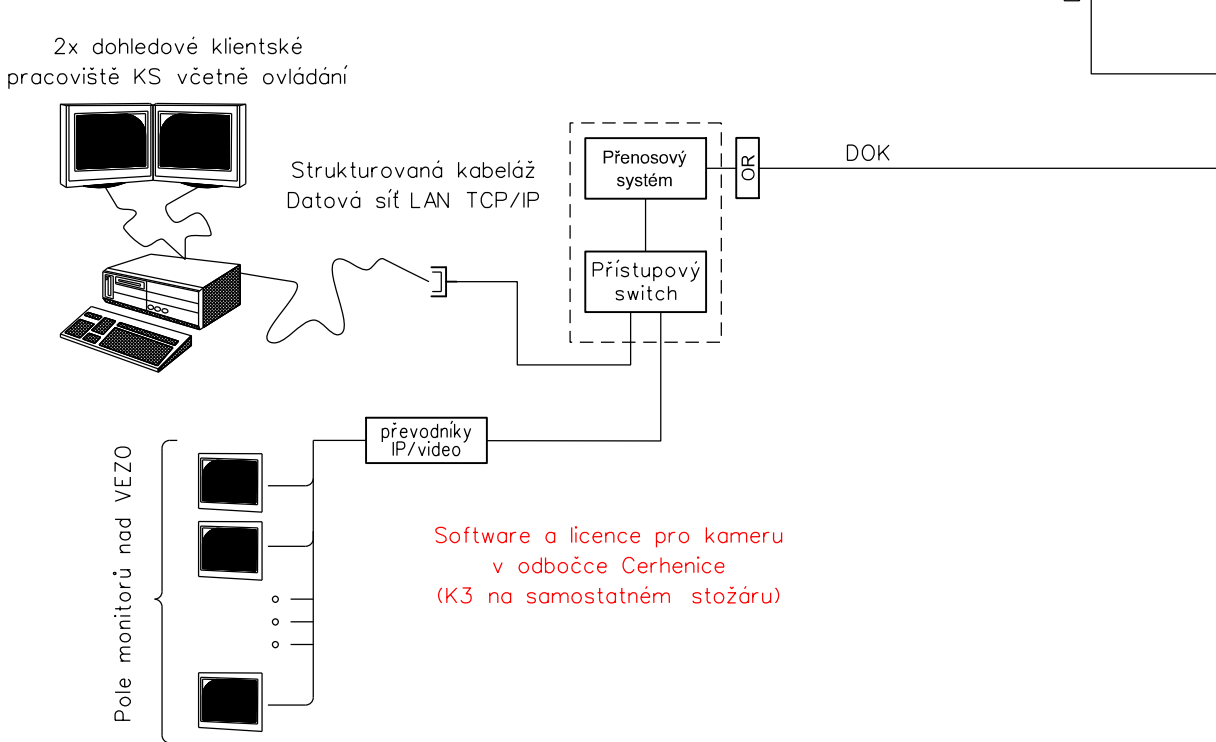 2x dohledové klientské
pracoviště KS včetně ovládání
Strukturovaná kabeláž
Datová síť LAN TCP/IP
Přenosový
systém
OR
DOK
Přístupový
switch
převodníky
IP/video
Pole monitorů nad VEZO
Software a licence pro kameru
v odbočce Cerhenice
(K3 na samostatném stožáru)